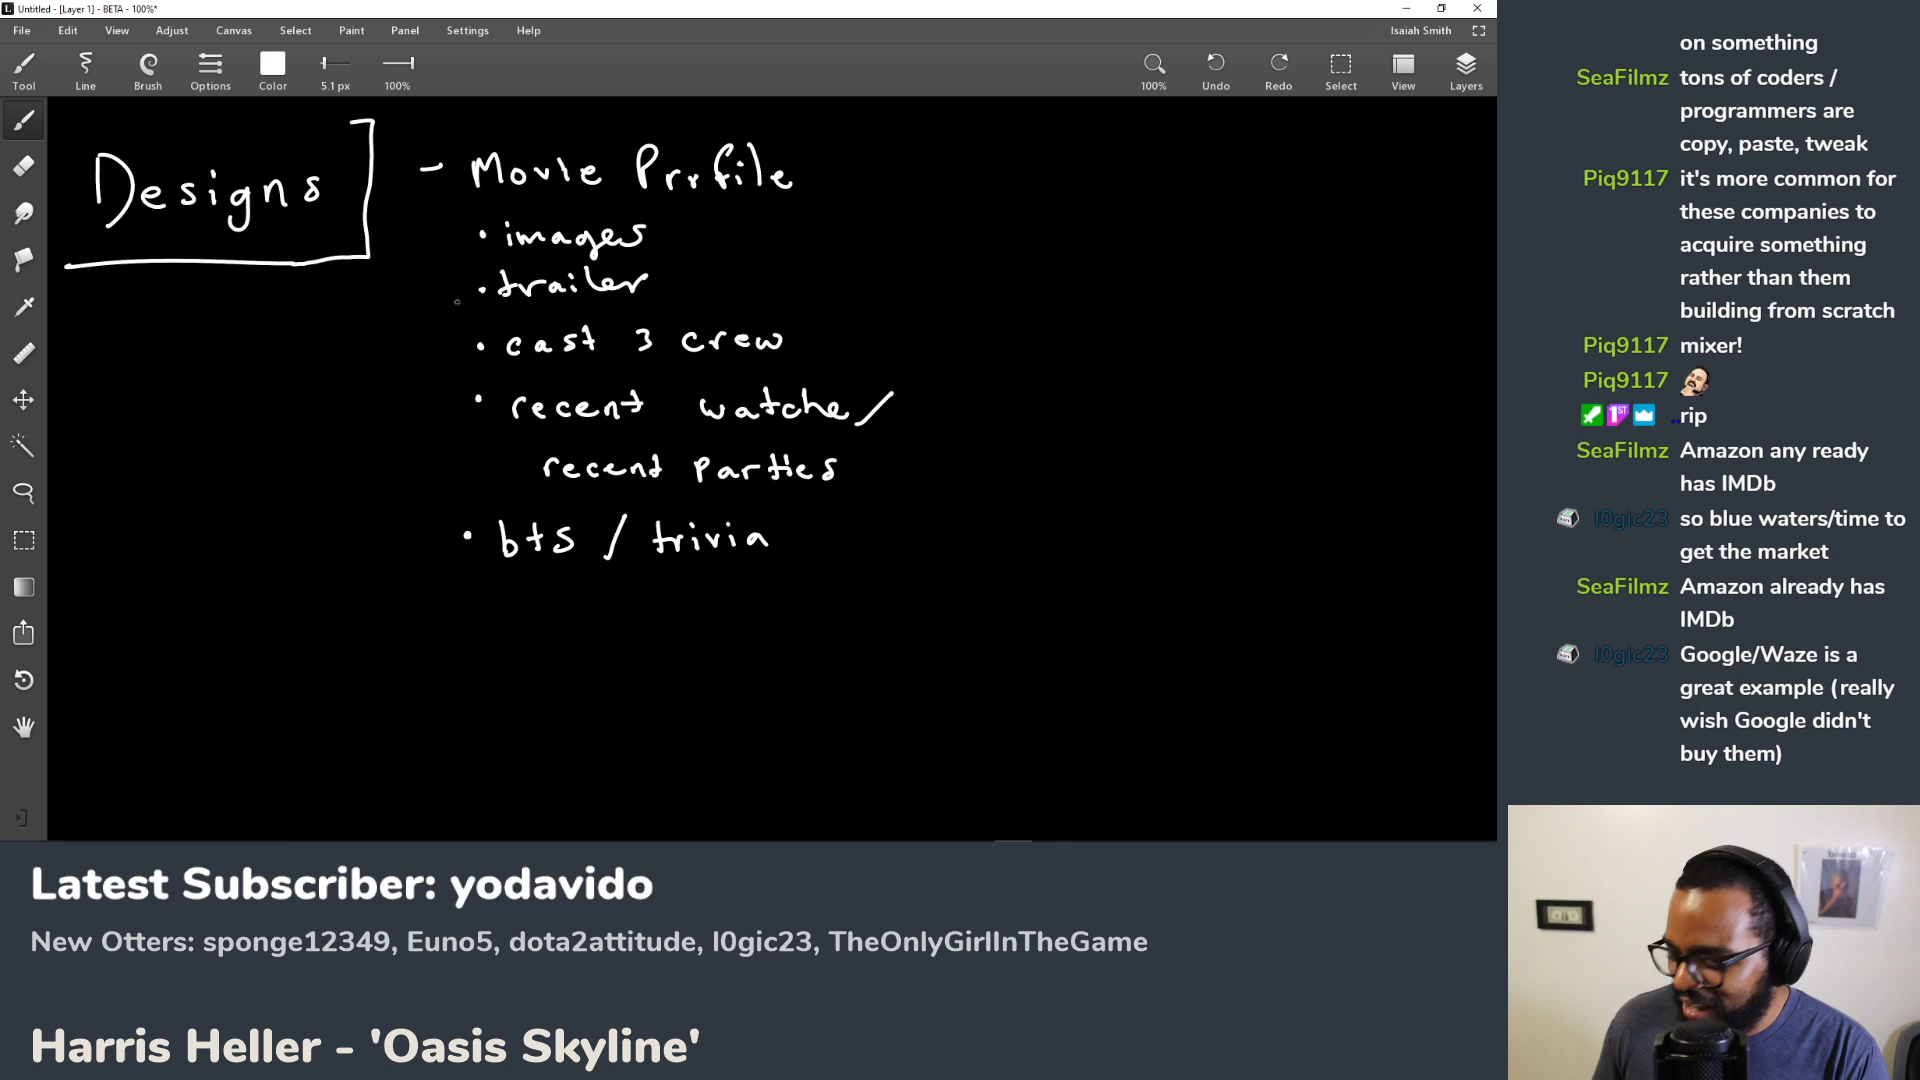 Untitled - [Layer 1] - BETA - 100%*
File Edit View Adjust Canvas Select Paint Panel Settings Help
Isaiah Smith
Tool Line Brush Options Color 5.1 px 100%
100% Undo Redo Select View Layers
Designs
- Movie Profile
• images
• trailer
• cast 3 crew
• recent watche/
recent parties
• bts / trivia
on something
SeaFilmz tons of coders /
programmers are
copy, paste, tweak
Piq9117 it's more common for
these companies to
acquire something
rather than them
building from scratch
Piq9117 mixer!
Piq9117
1ST .. rip
SeaFilmz Amazon any ready
has IMDb
l0gic23 so blue waters/time to
get the market
SeaFilmz Amazon already has
IMDb
l0gic23 Google/Waze is a
great example (really
wish Google didn't
buy them)
Latest Subscriber: yodavido
New Otters: sponge12349, Euno5, dota2attitude, l0gic23, TheOnlyGirlInTheGame
Harris Heller - 'Oasis Skyline'